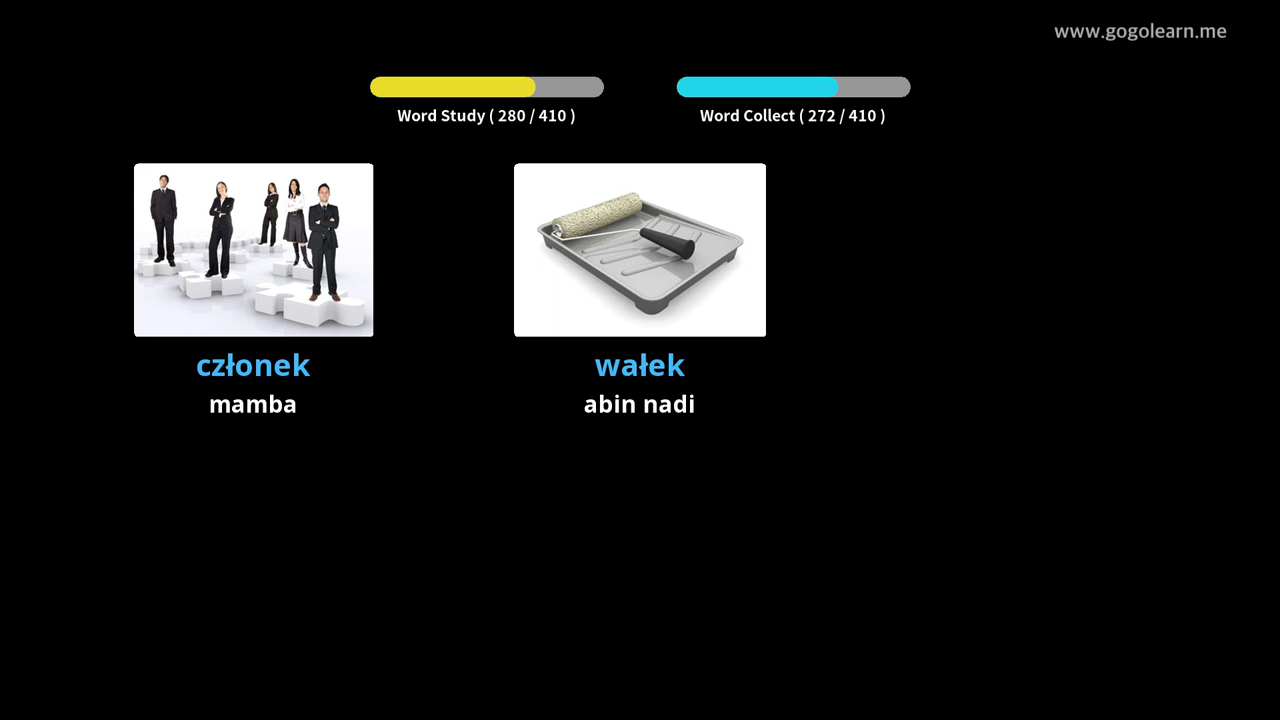 www.gogolearn.me
Word Study ( 280 / 410 )
Word Collect ( 272 / 410 )
członek
mamba
wałek
abin nadi